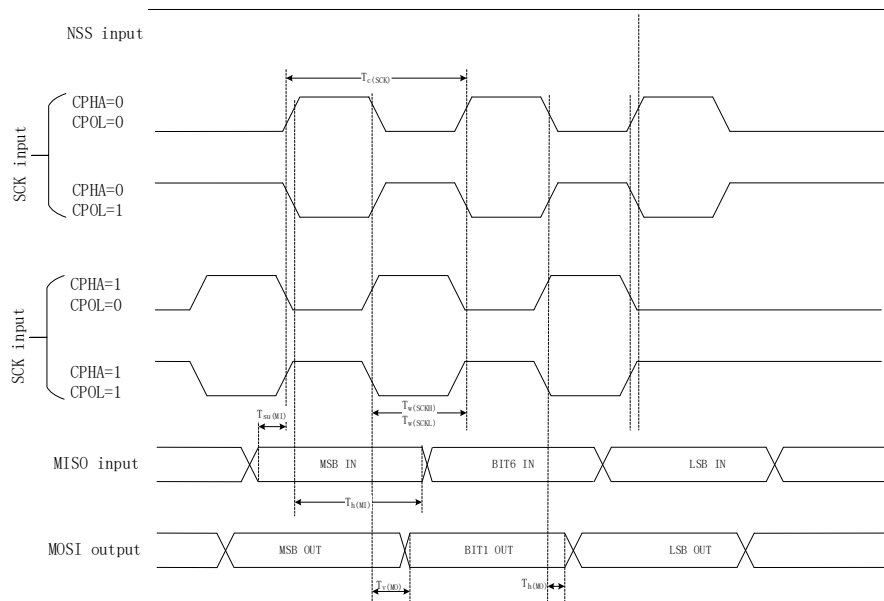 NSS input
Tc(SCK)
CPHA=0
CPOL=0
SCK input
CPHA=0
CPOL=1
CPHA=1
CPOL=0
SCK input
CPHA=1
CPOL=1
Tw(SCKH)
Tw(SCKL)
Tsu(MI)
MISO input
MSB IN
BIT6 IN
LSB IN
Th(MI)
MOSI output
MSB OUT
BIT1 OUT
LSB OUT
Tv(MO)
Th(MO)